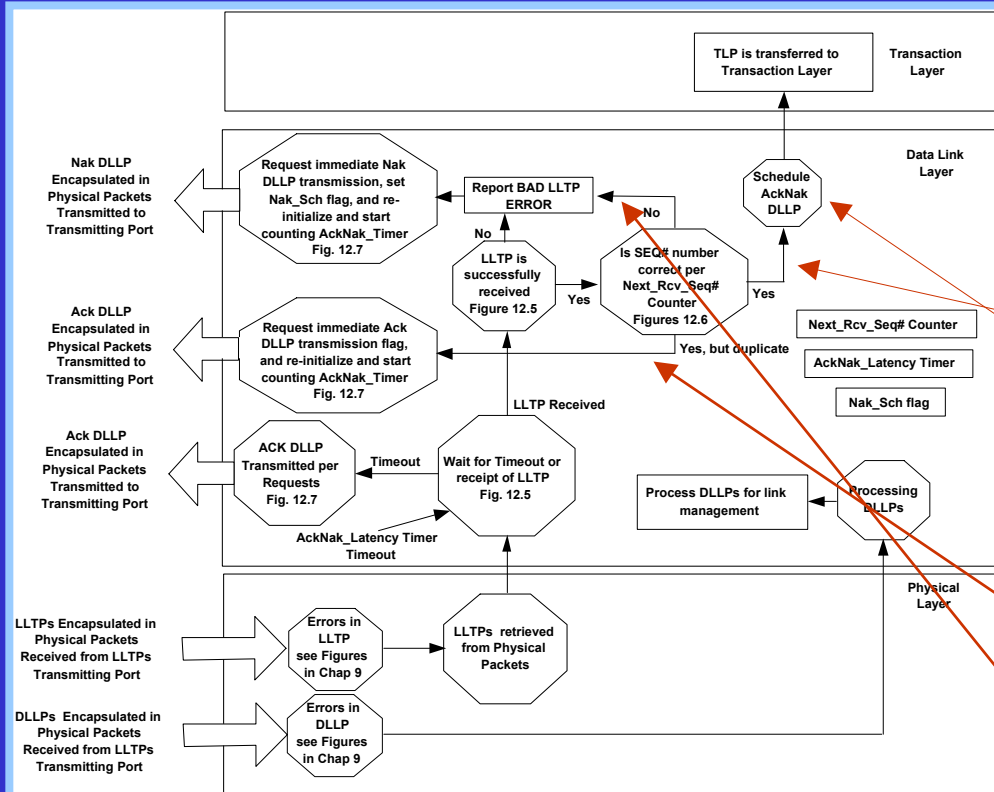 TLP is transferred to
Transaction Layer
Transaction
Layer
Nak DLLP
Encapsulated in
Physical Packets
Transmitted to
Transmitting Port
Request immediate Nak
DLLP transmission, set
Nak_Sch flag, and re-
initialize and start
counting AckNak_Timer
Fig. 12.7
Report BAD LLTP
ERROR
No
No
LLTP is
successfully
received
Figure 12.5
Yes
Is SEQ# number
correct per
Next_Rcv_Seq#
Counter
Figures 12.6
Yes
Schedule
AckNak
DLLP
Data Link
Layer
Next_Rcv_Seq# Counter
AckNak_Latency Timer
Nak_Sch flag
Yes, but duplicate
Ack DLLP
Encapsulated in
Physical Packets
Transmitted to
Transmitting Port
Request immediate Ack
DLLP transmission flag,
and re-initialize and start
counting AckNak_Timer
Fig. 12.7
LLTP Received
Ack DLLP
Encapsulated in
Physical Packets
Transmitted to
Transmitting Port
ACK DLLP
Transmitted per
Requests
Fig. 12.7
Timeout
Wait for Timeout or
receipt of LLTP
Fig. 12.5
AckNak_Latency Timer
Timeout
Process DLLPs for link
management
Processing
DLLPs
Physical
Layer
LLTPs Encapsulated in
Physical Packets
Received from LLTPs
Transmitting Port
Errors in
LLTP
see Figures
in Chap 9
LLTPs retrieved
from Physical
Packets
DLLPs Encapsulated in
Physical Packets
Received from LLTPs
Transmitting Port
Errors in
DLLP
see Figures
in Chap 9